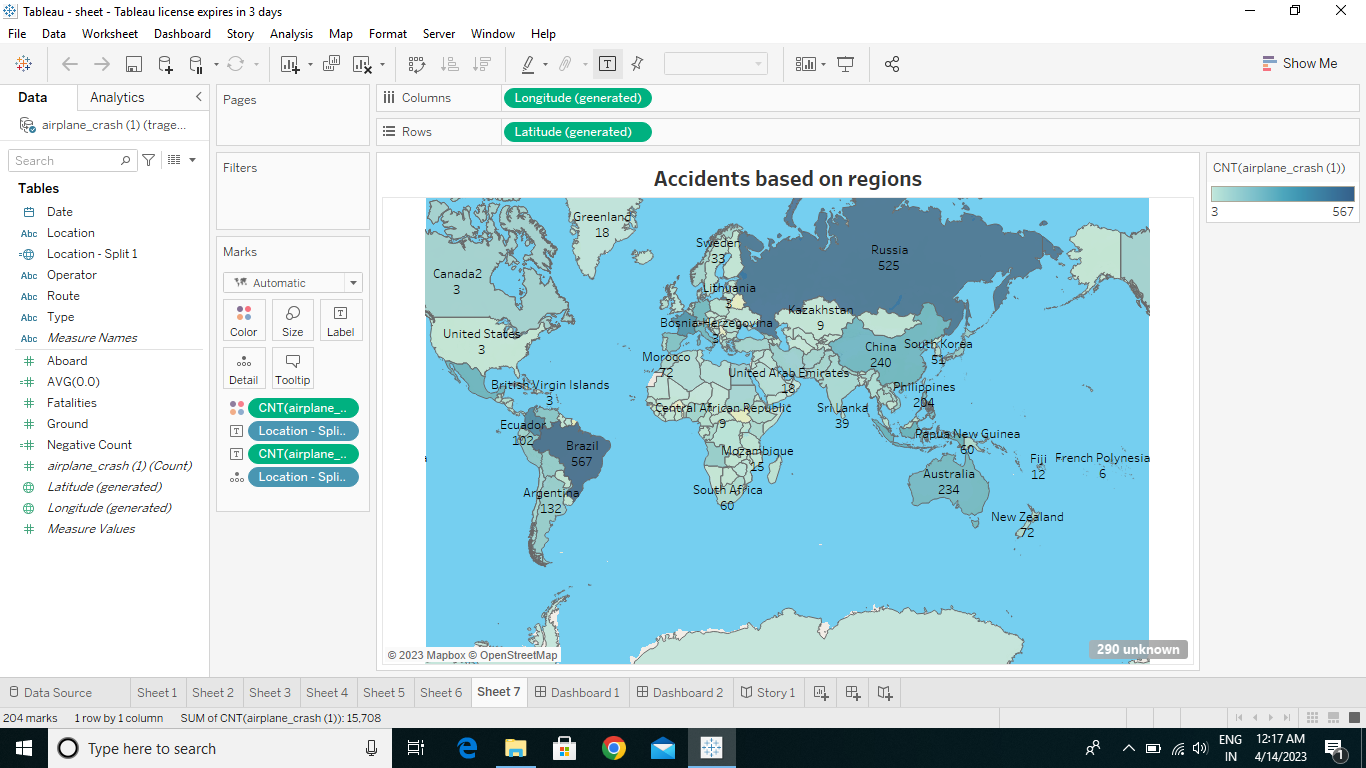 Tableau - sheet - Tableau license expires in 3 days
File Data Worksheet Dashboard Story Analysis Map Format Server Window Help
Show Me
Data Analytics
airplane_crash (1) (trage...
Search
Tables
Date
Abc Location
Location - Split 1
Abc Operator
Abc Route
Abc Type
Abc Measure Names
Aboard
AVG(0.0)
Fatalities
Ground
Negative Count
airplane_crash (1) (Count)
Latitude (generated)
Longitude (generated)
Measure Values
Pages
Filters
Marks
Automatic
Color Size Label
Detail Tooltip
CNT(airplane_..
Location - Spli..
CNT(airplane_..
Location - Spli..
Columns Longitude (generated)
Rows Latitude (generated)
Accidents based on regions
Greenland
18
Sweden
33
Russia
525
Canada2
3
Lithuania
3
Kazakhstan
9
Bosnia-Herzegovina
3
United States
3
China
240
South Korea
51
Morocco
72
United Arab Emirates
18
British Virgin Islands
3
Philippines
204
Central African Republic
9
Sri Lanka
39
Ecuador
102
Brazil
567
Papua New Guinea
60
Mozambique
15
Fiji
12
French Polynesia
6
Australia
234
Argentina
132
South Africa
60
New Zealand
72
© 2023 Mapbox © OpenStreetMap
290 unknown
CNT(airplane_crash (1))
3 567
Data Source Sheet 1 Sheet 2 Sheet 3 Sheet 4 Sheet 5 Sheet 6 Sheet 7 Dashboard 1 Dashboard 2 Story 1
204 marks 1 row by 1 column SUM of CNT(airplane_crash (1)): 15,708
Type here to search
ENG
IN
12:17 AM
4/14/2023
1